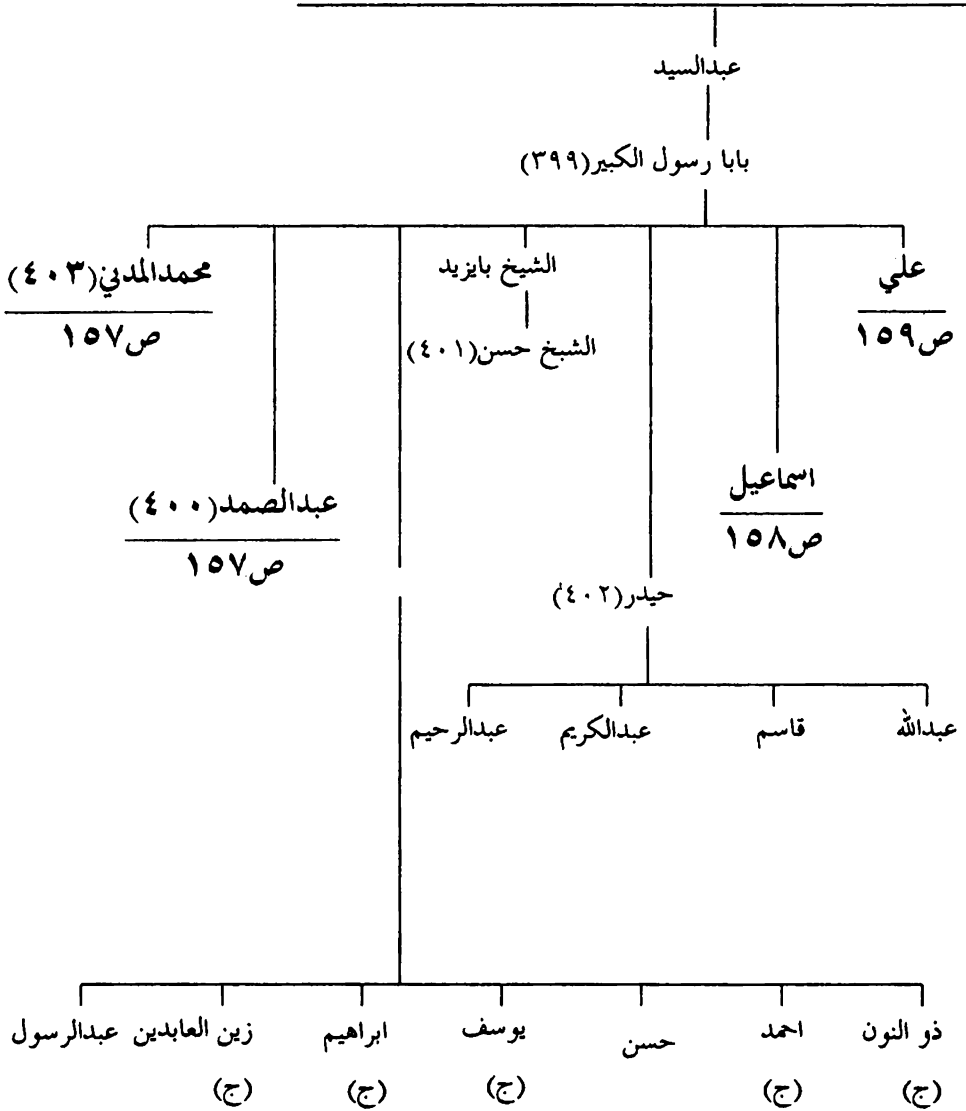 عبدالسيد
بابا رسول الكبير(٣٩٩)
علي
ص١٥٩
اسماعيل
ص١٥٨
حيدر(٤٠٢)
عبدالله
قاسم
عبدالكريم
عبدالرحيم
الشيخ بايزيد
الشبخ حسن(٤٠١)
عبدالصمد(٤٠٠)
ص١٥٧
محمدالمدني(٤٠٣)
ص١٥٧
ذو النون
(ج)
احمد
(ج)
حسن
يوسف
(ج)
ابراهيم
(ج)
زين العابدين
(ج)
عبدالرسول